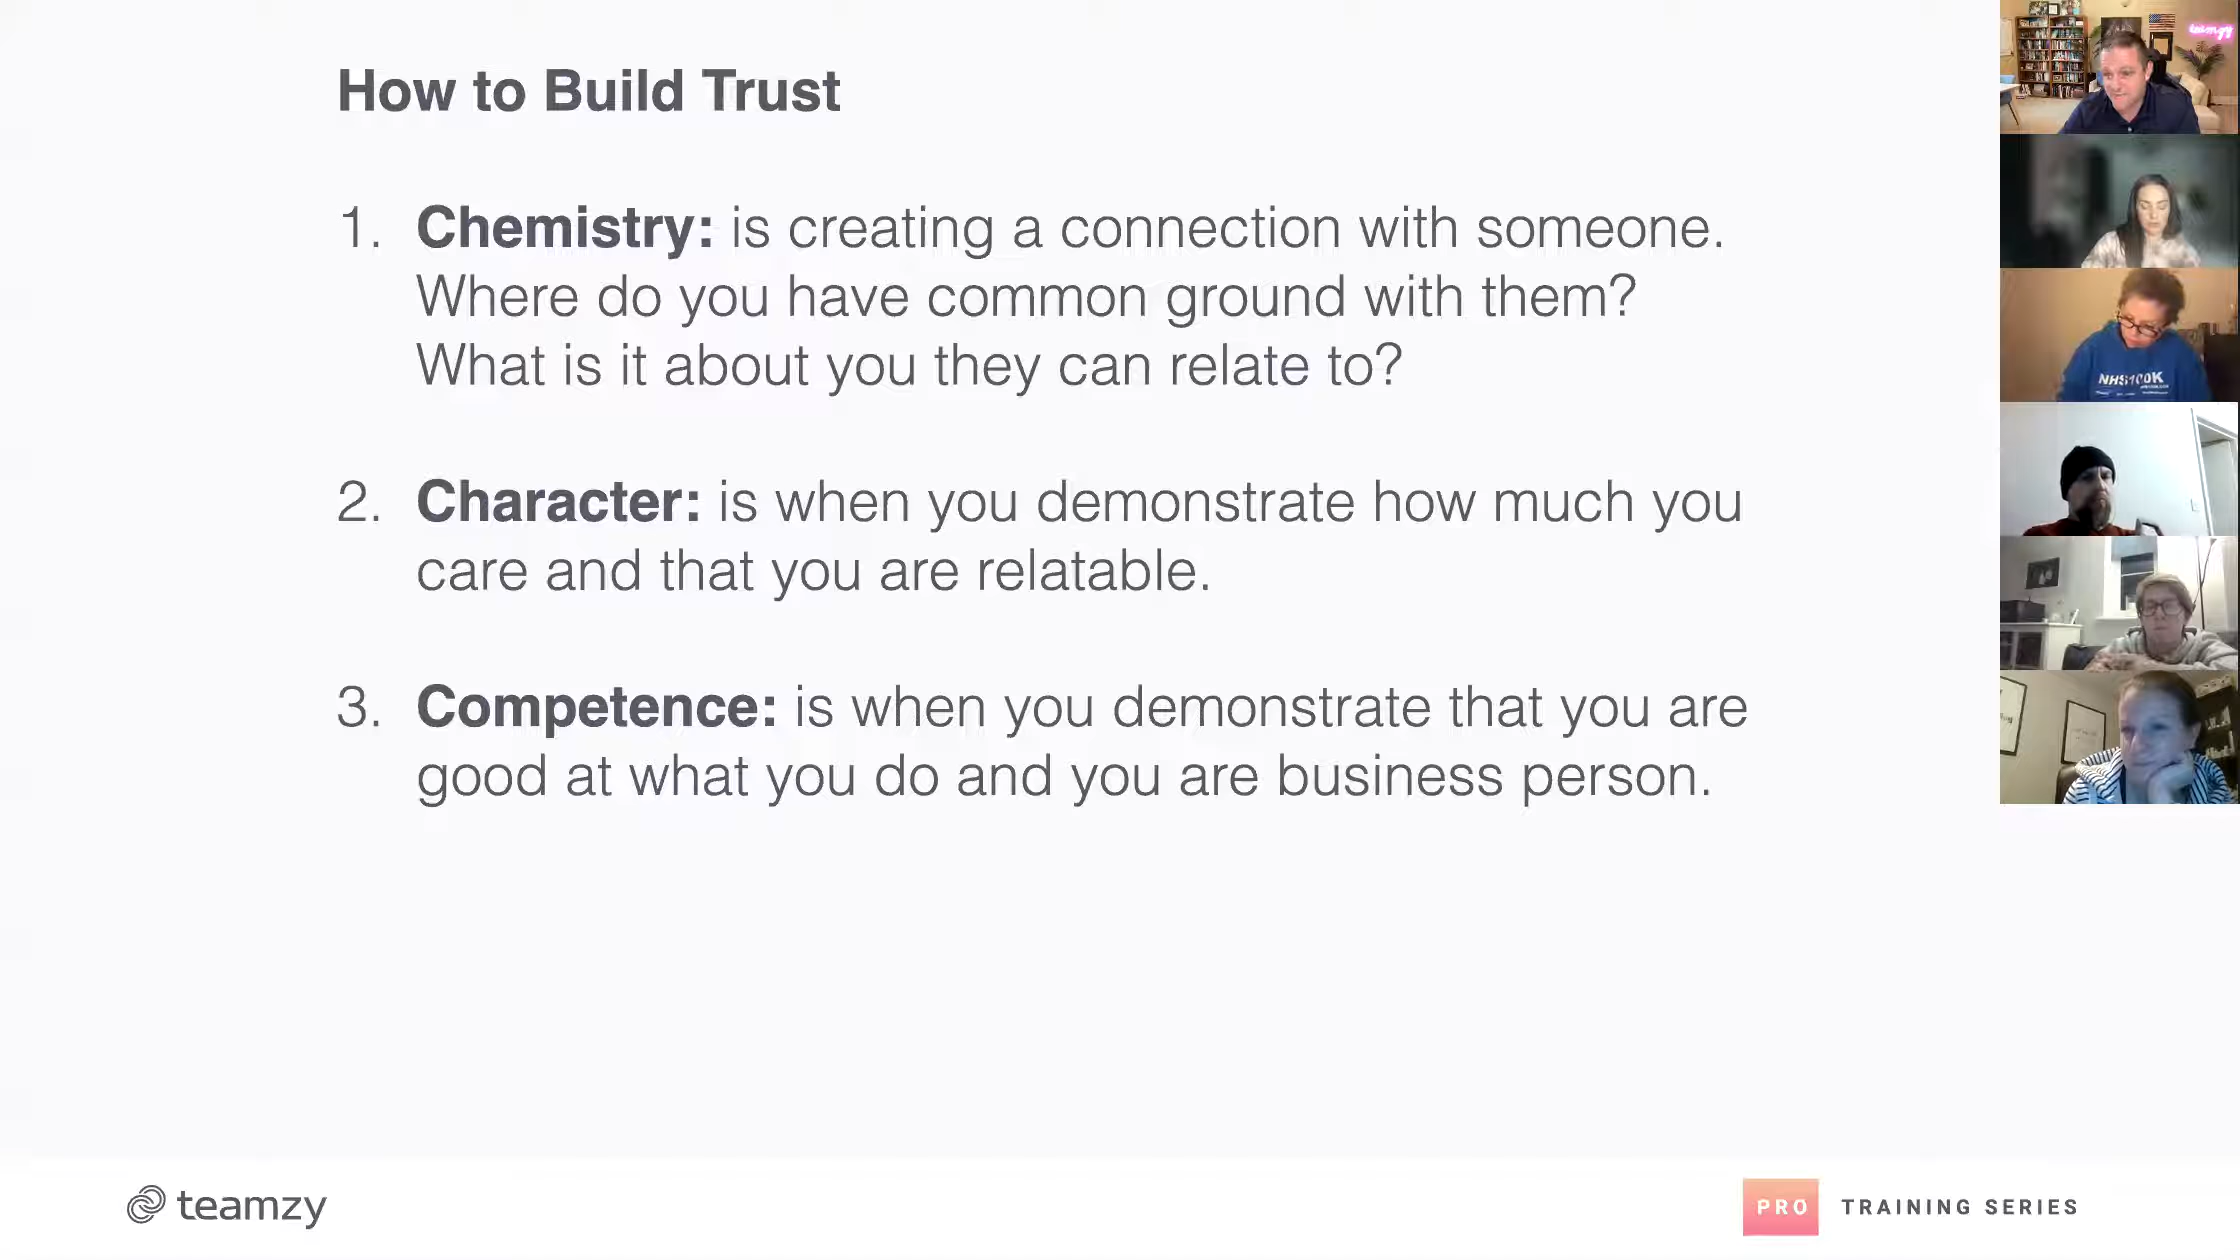 How to Build Trust
1. Chemistry: is creating a connection with someone.
Where do you have common ground with them?
What is it about you they can relate to?
2. Character: is when you demonstrate how much you
care and that you are relatable.
3. Competence: is when you demonstrate that you are
good at what you do and you are business person.
teamzy
PRO TRAINING SERIES
teamzy
NHS100K